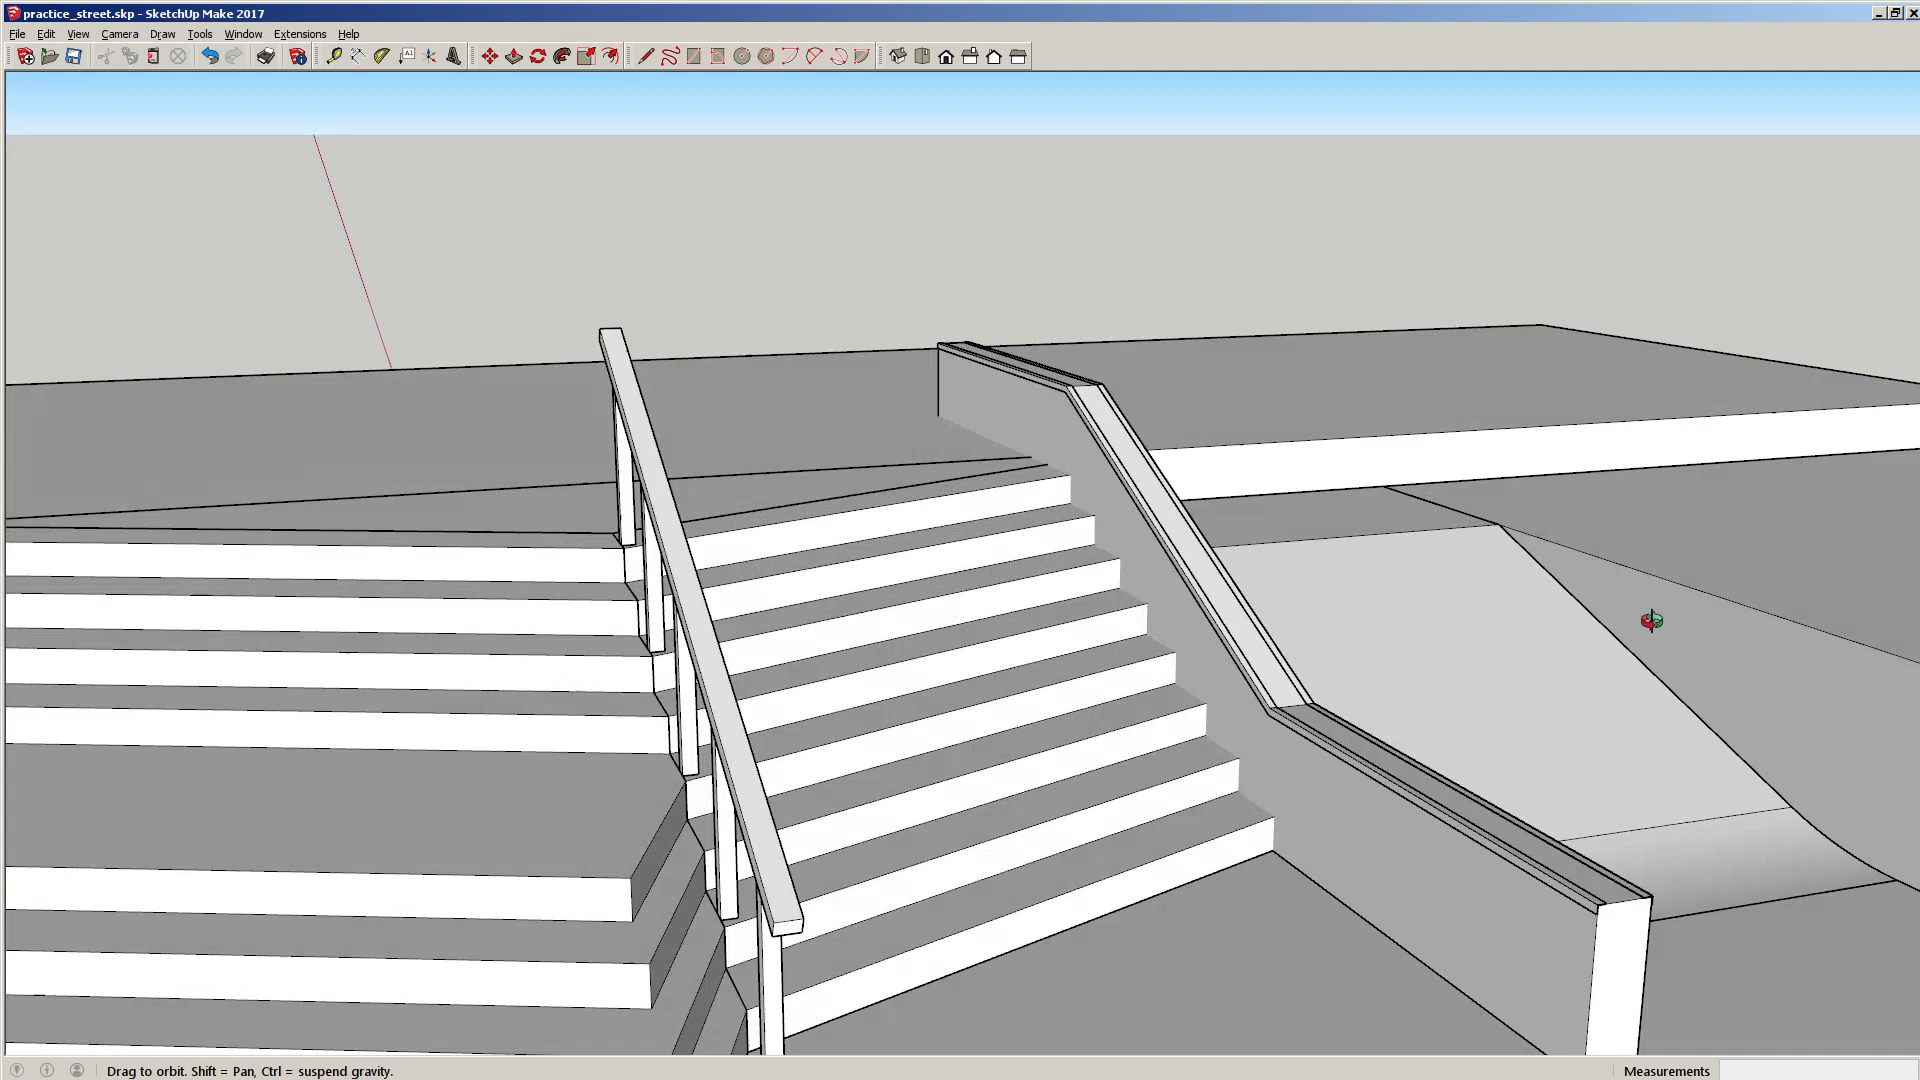 practice_street.skp - SketchUp Make 2017
File Edit View Camera Draw Tools Window Extensions Help
A1
Drag to orbit. Shift = Pan, Ctrl = suspend gravity.
Measurements